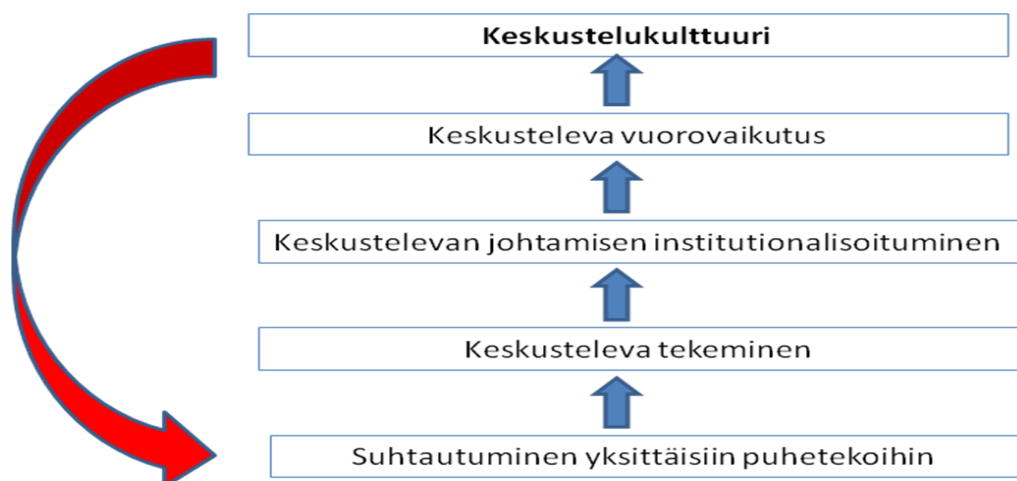 Keskustelukulttuuri
Keskusteleva vuorovaikutus
Keskustelevan johtamisen institutionalisoituminen
Keskusteleva tekeminen
Suhtautuminen yksittäisiin puhetekoihin